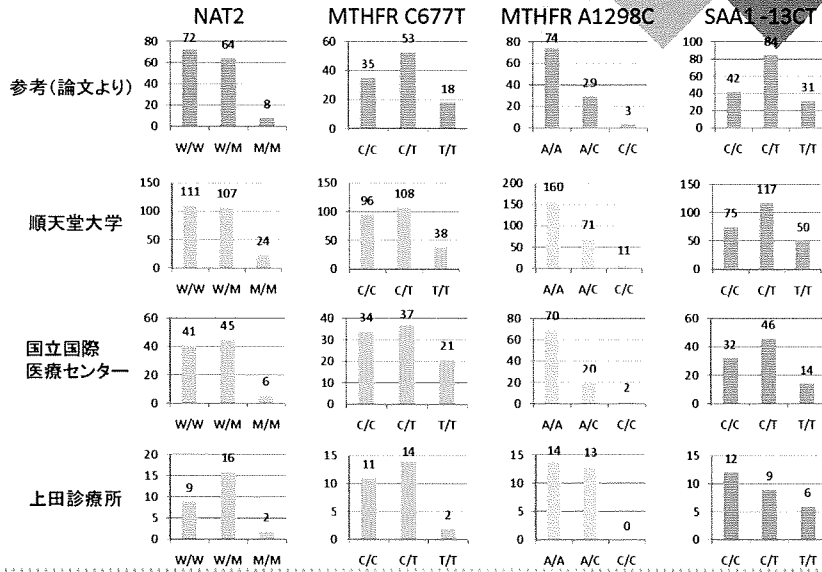 NAT2 MTHFR C677T MTHFR A1298C SAA1 -13CT
参考(論文より)
80 60 40 20 0
72 64 8
W/W W/M M/M
60 40 20 0
35 53 18
C/C C/T T/T
80 60 40 20 0
74 29 3
A/A A/C C/C
100 80 60 40 20 0
42 84 31
C/C C/T T/T
順天堂大学
150 100 50 0
111 107 24
W/W W/M M/M
150 100 50 0
96 108 38
C/C C/T T/T
200 150 100 50 0
160 71 11
A/A A/C C/C
150 100 50 0
75 117 50
C/C C/T T/T
国立国際
医療センター
60 40 20 0
41 45 6
W/W W/M M/M
40 30 20 10 0
34 37 21
C/C C/T T/T
80 60 40 20 0
70 20 2
A/A A/C C/C
60 40 20 0
32 46 14
C/C C/T T/T
上田診療所
20 15 10 5 0
9 16 2
W/W W/M M/M
15 10 5 0
11 14 2
C/C C/T T/T
15 10 5 0
14 13 0
A/A A/C C/C
15 10 5 0
12 9 6
C/C C/T T/T